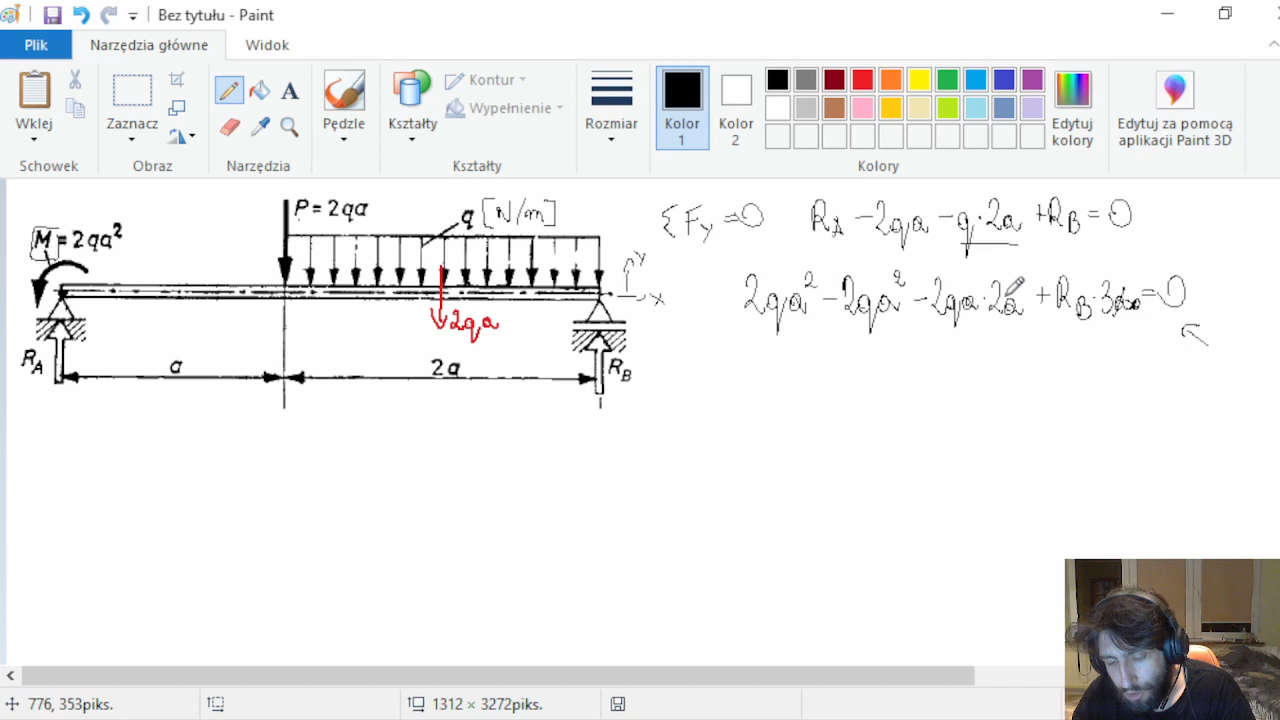 Bez tytułu - Paint
Plik Narzędzia główne Widok
Wklej
Zaznacz
Pędzle
Kształty
Kontur
Wypełnienie
Rozmiar
Kolor 1
Kolor 2
Edytuj kolory
Edytuj za pomocą aplikacji Paint 3D
Schowek Obraz Narzędzia Kształty Kolory
P = 2qa
q [N/m]
M = 2qa²
Y
X
2qa
R_A
a
2a
R_B
ΣF_y = 0 R_A - 2qa - q·2a + R_B = 0
2qa² - 2qa² - 2qa·2a + R_B·3a = 0
776, 353piks.
1312 × 3272piks.